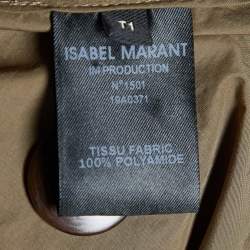 T1
ISABEL MARANT
IM PRODUCTION
N°1501
19A0371
TISSU FABRIC
100% POLYAMIDE